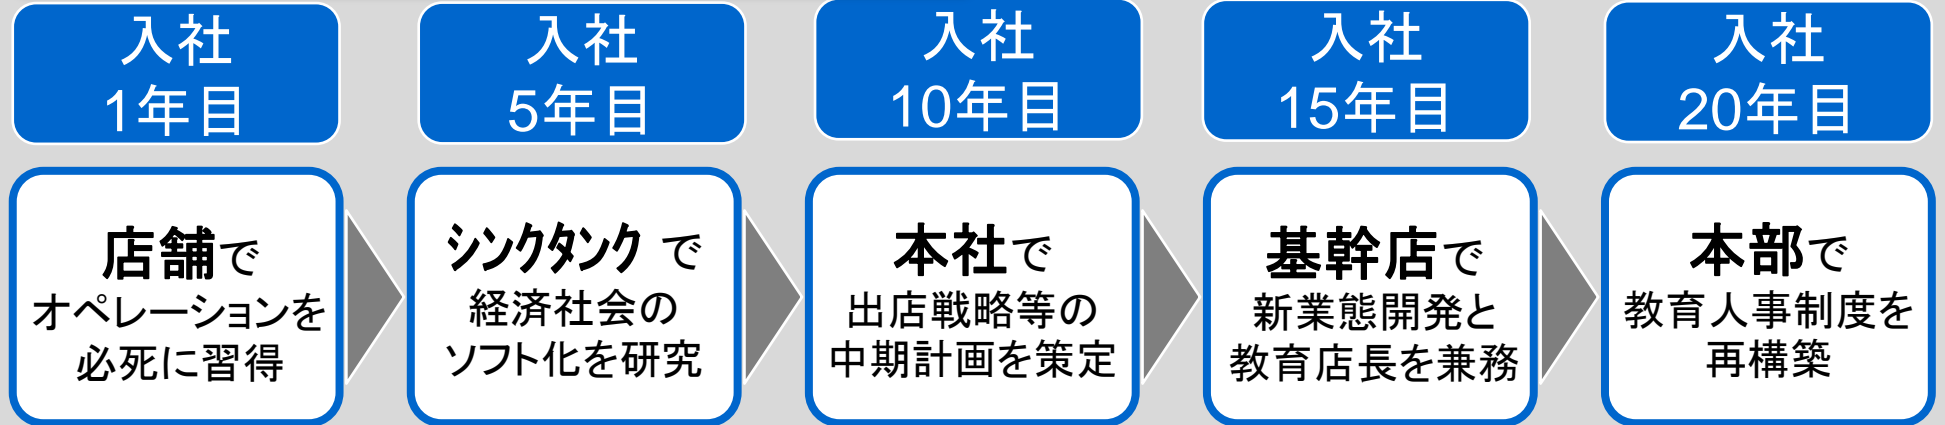 入社
1年目
入社
5年目
入社
10年目
入社
15年目
入社
20年目
店舗で
オペレーションを
必死に習得
シンクタンク で
経済社会の
ソフト化を研究
本社で
出店戦略等の
中期計画を策定
基幹店で
新業態開発と
教育店長を兼務
本部で
教育人事制度を
再構築